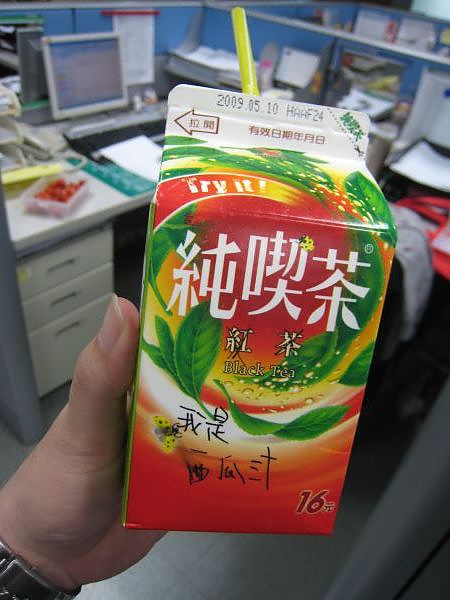 2009.05.10 HAAF24
拉開
有效日期年月日
Try it!
純喫茶®
紅茶
Black Tea
我是
西瓜汁
16元